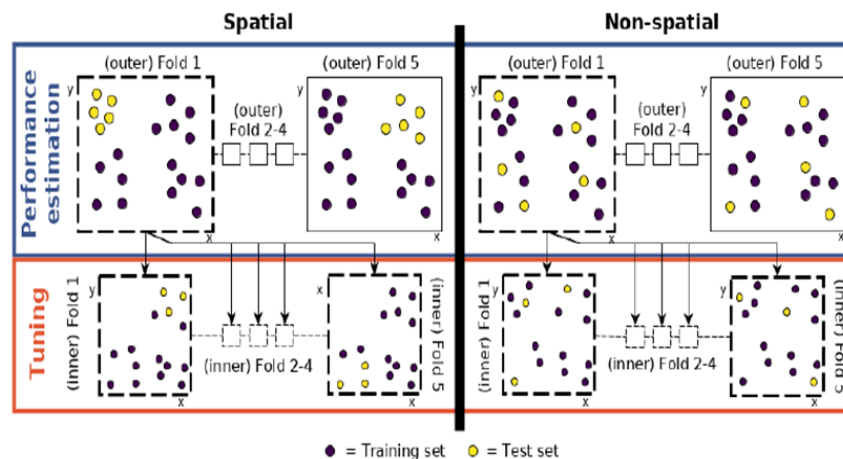 Spatial
Non-spatial
Performance
estimation
(outer) Fold 1
y
x
(outer)
Fold 2-4
(outer) Fold 5
y
x
(outer) Fold 1
y
x
(outer)
Fold 2-4
(outer) Fold 5
y
x
Tuning
(inner) Fold 1
y
x
(inner) Fold 2-4
x
x
(inner) Fold 5
(inner) Fold 1
y
x
(inner) Fold 2-4
y
x
(inner) Fold 5
= Training set
= Test set